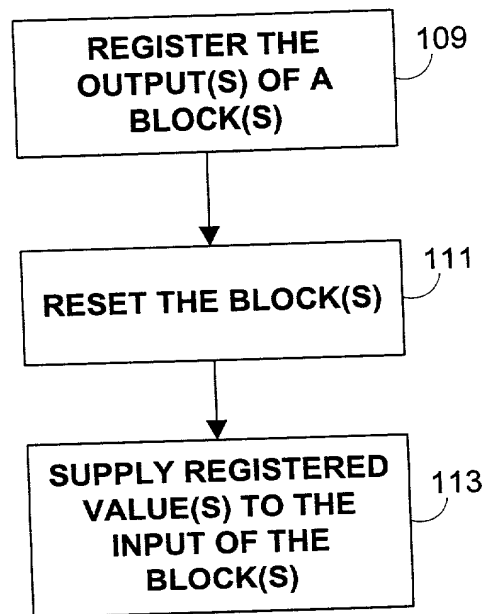 REGISTER THE
OUTPUT(S) OF A
BLOCK(S)
109
RESET THE BLOCK(S)
111
SUPPLY REGISTERED
VALUE(S) TO THE
INPUT OF THE
BLOCK(S)
113